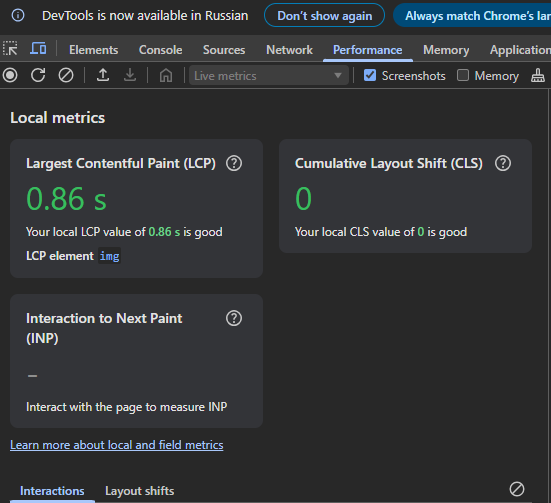 DevTools is now available in Russian
Don't show again
Always match Chrome's lan
Elements Console Sources Network Performance Memory Application
Live metrics Screenshots Memory
Local metrics
Largest Contentful Paint (LCP)
0.86 s
Your local LCP value of 0.86 s is good
LCP element img
Cumulative Layout Shift (CLS)
0
Your local CLS value of 0 is good
Interaction to Next Paint
(INP)
–
Interact with the page to measure INP
Learn more about local and field metrics
Interactions Layout shifts